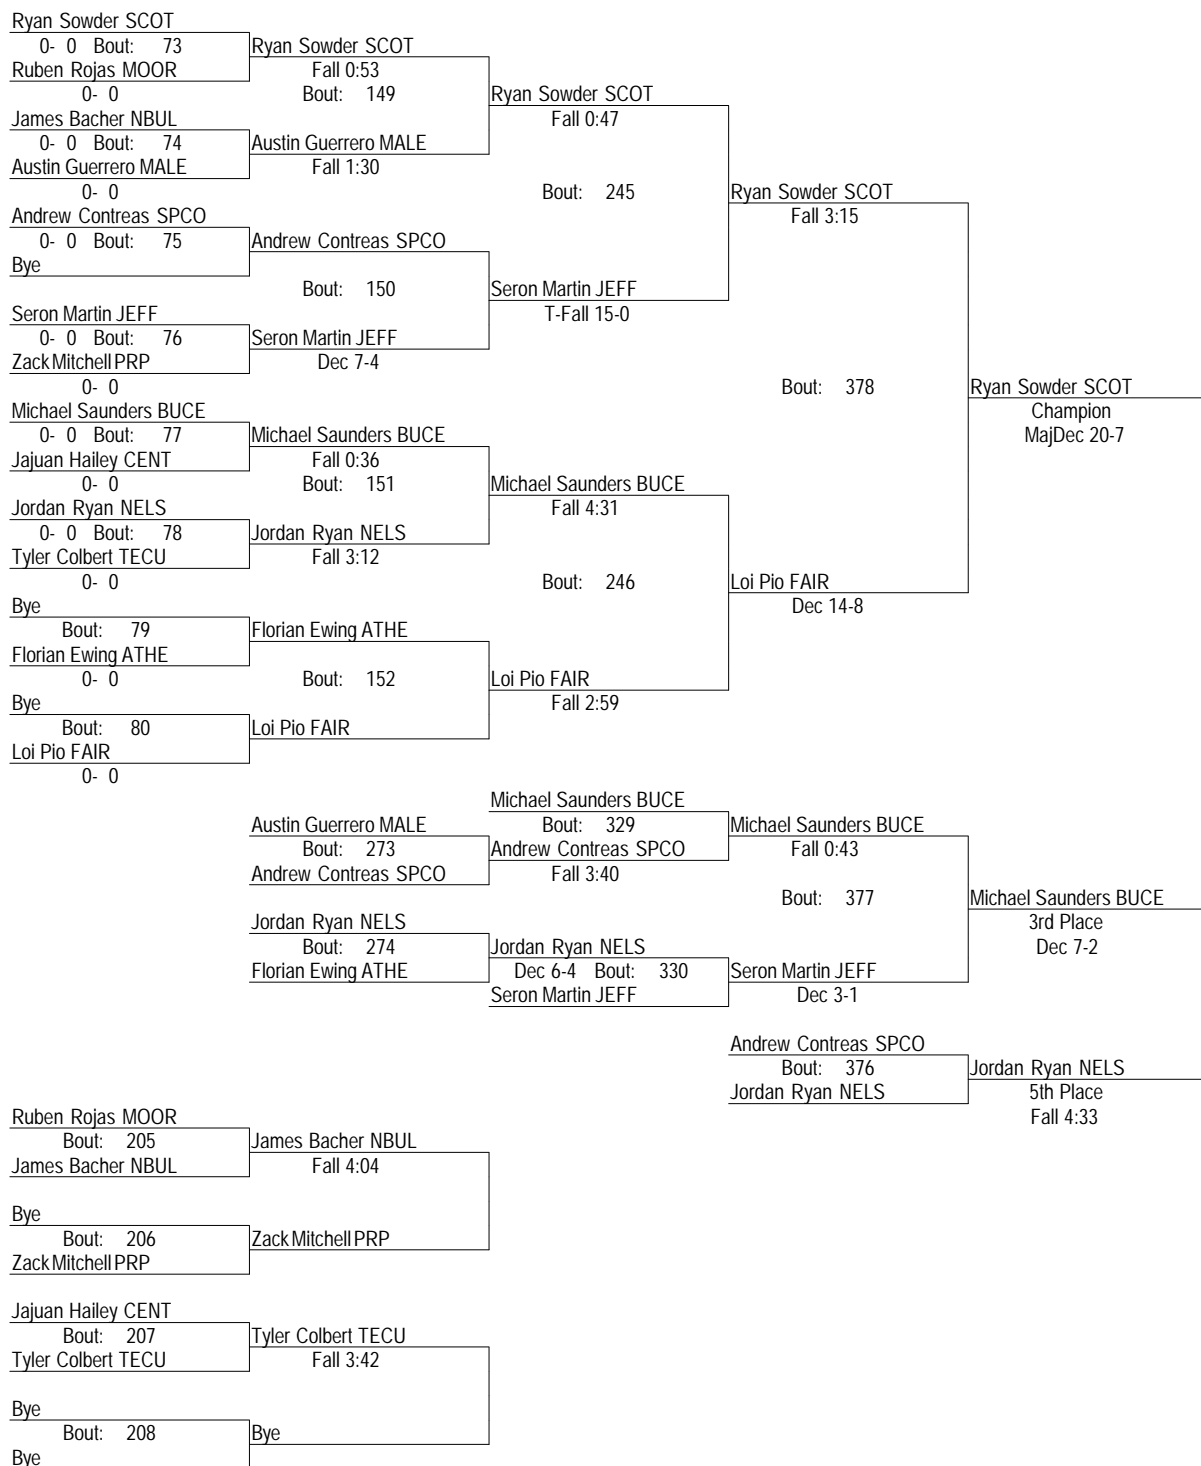 Ryan Sowder SCOT
0- 0 Bout: 73 Ryan Sowder SCOT
Ruben Rojas MOOR Fall 0:53
0- 0 Bout: 149 Ryan Sowder SCOT
James Bacher NBUL Fall 0:47
0- 0 Bout: 74 Austin Guerrero MALE
Austin Guerrero MALE Fall 1:30
0- 0 Bout: 245 Ryan Sowder SCOT
Andrew Contreas SPCO Fall 3:15
0- 0 Bout: 75 Andrew Contreas SPCO
Bye
Bout: 150 Seron Martin JEFF
Seron Martin JEFF T-Fall 15-0
0- 0 Bout: 76 Seron Martin JEFF
Zack Mitchell PRP Dec 7-4
0- 0 Bout: 378 Ryan Sowder SCOT
Michael Saunders BUCE Champion
0- 0 Bout: 77 Michael Saunders BUCE MajDec 20-7
Jajuan Hailey CENT Fall 0:36
0- 0 Bout: 151 Michael Saunders BUCE
Jordan Ryan NELS Fall 4:31
0- 0 Bout: 78 Jordan Ryan NELS
Tyler Colbert TECU Fall 3:12
0- 0 Bout: 246 Loi Pio FAIR
Bye Dec 14-8
Bout: 79 Florian Ewing ATHE
Florian Ewing ATHE
0- 0 Bout: 152 Loi Pio FAIR
Bye Fall 2:59
Bout: 80 Loi Pio FAIR
Loi Pio FAIR
0- 0
Michael Saunders BUCE
Austin Guerrero MALE Bout: 329 Michael Saunders BUCE
Bout: 273 Andrew Contreas SPCO Fall 0:43
Andrew Contreas SPCO Fall 3:40
Bout: 377 Michael Saunders BUCE
Jordan Ryan NELS 3rd Place
Bout: 274 Jordan Ryan NELS Dec 7-2
Florian Ewing ATHE Dec 6-4 Bout: 330 Seron Martin JEFF
Seron Martin JEFF Dec 3-1
Andrew Contreas SPCO
Bout: 376 Jordan Ryan NELS
Jordan Ryan NELS 5th Place
Ruben Rojas MOOR Fall 4:33
Bout: 205 James Bacher NBUL
James Bacher NBUL Fall 4:04
Bye
Bout: 206 Zack Mitchell PRP
Zack Mitchell PRP
Jajuan Hailey CENT
Bout: 207 Tyler Colbert TECU
Tyler Colbert TECU Fall 3:42
Bye
Bout: 208 Bye
Bye